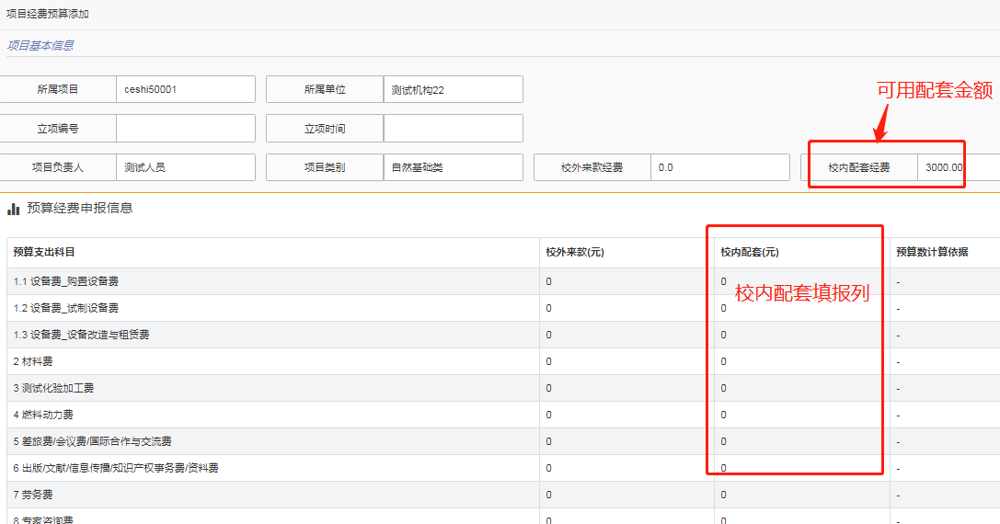 项目经费预算添加
项目基本信息
可用配套金额
所属项目 ceshi50001 所属单位 测试机构22
立项编号 立项时间
项目负责人 测试人员 项目类别 自然基础类 校外来款经费 0.0 校内配套经费 3000.00
预算经费申报信息
预算支出科目 校外来款(元) 校内配套(元) 预算数计算依据
1.1 设备费_购置设备费 0 0 -
校内配套填报列
1.2 设备费_试制设备费 0 0 -
1.3 设备费_设备改造与租赁费 0 0 -
2 材料费 0 0 -
3 测试化验加工费 0 0 -
4 燃料动力费 0 0 -
5 差旅费/会议费/国际合作与交流费 0 0 -
6 出版/文献/信息传播/知识产权事务费/资料费 0 0 -
7 劳务费 0 0 -
8 专家咨询费 0 0 -